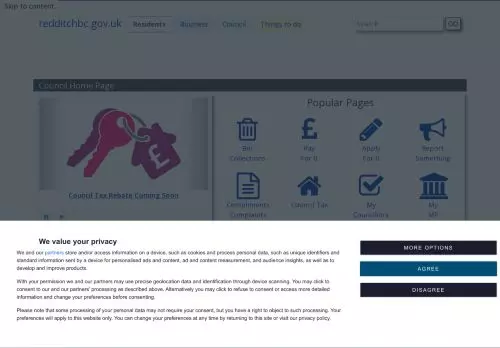 Skip to content
redditchbc.gov.uk
Residents
Business
Council
Things to do
Search
GO
Council Home Page
Popular Pages
Bin
Collections
Pay
For It
Apply
For It
Report
Something
Council Tax Rebate Coming Soon
Compliments
Complaints
Council Tax
My
Councillors
My
MP
We value your privacy
We and our partners store and/or access information on a device, such as cookies and process personal data, such as unique identifiers and
standard information sent by a device for personalised ads and content, ad and content measurement, and audience insights, as well as to
develop and improve products.
With your permission we and our partners may use precise geolocation data and identification through device scanning. You may click to
consent to our and our partners' processing as described above. Alternatively you may click to refuse to consent or access more detailed
information and change your preferences before consenting.
Please note that some processing of your personal data may not require your consent, but you have a right to object to such processing. Your
preferences will apply to this website only. You can change your preferences at any time by returning to this site or visit our privacy policy.
MORE OPTIONS
AGREE
DISAGREE